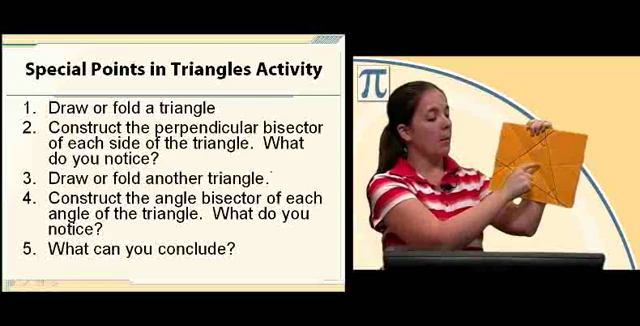 Special Points in Triangles Activity
1. Draw or fold a triangle
2. Construct the perpendicular bisector
of each side of the triangle. What
do you notice?
3. Draw or fold another triangle.
4. Construct the angle bisector of each
angle of the triangle. What do you
notice?
5. What can you conclude?
π